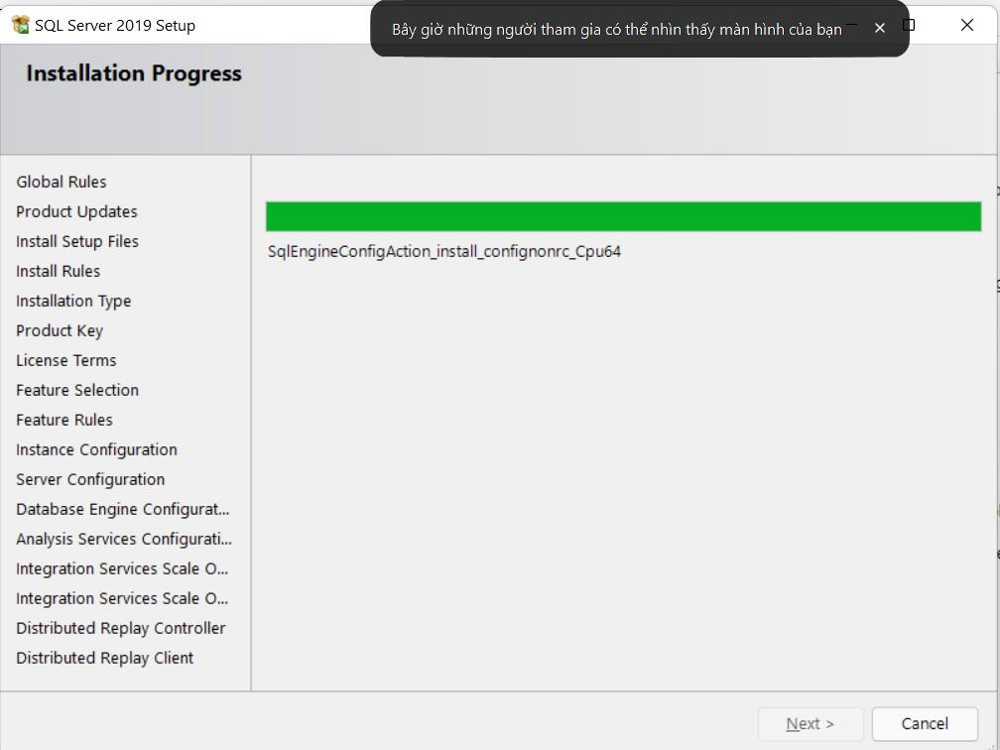 SQL Server 2019 Setup
Bây giờ những người tham gia có thể nhìn thấy màn hình của bạn
Installation Progress
Global Rules
Product Updates
Install Setup Files
Install Rules
Installation Type
Product Key
License Terms
Feature Selection
Feature Rules
Instance Configuration
Server Configuration
Database Engine Configurat...
Analysis Services Configurati...
Integration Services Scale O...
Integration Services Scale O...
Distributed Replay Controller
Distributed Replay Client
SqlEngineConfigAction_install_confignonrc_Cpu64
Next >
Cancel